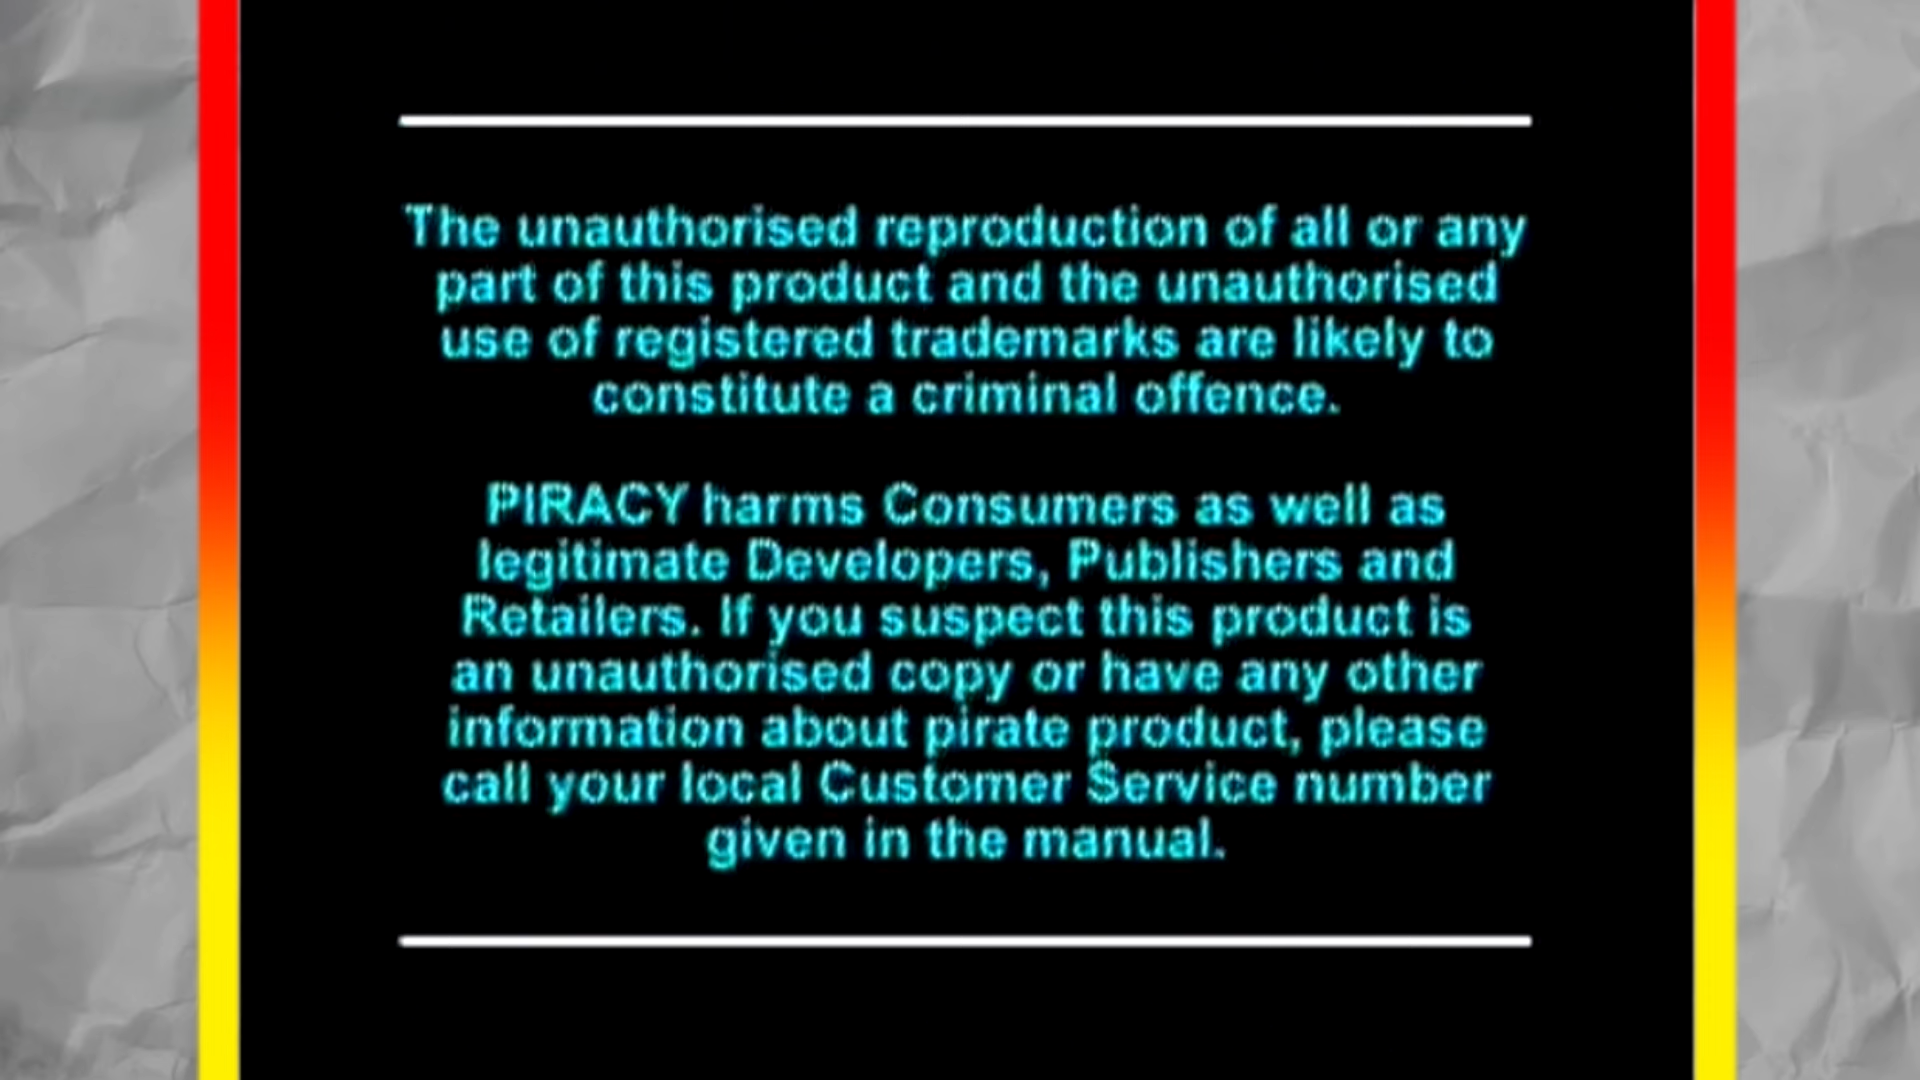 The unauthorised reproduction of all or any
part of this product and the unauthorised
use of registered trademarks are likely to
constitute a criminal offence.
PIRACY harms Consumers as well as
legitimate Developers, Publishers and
Retailers. If you suspect this product is
an unauthorised copy or have any other
information about pirate product, please
call your local Customer Service number
given in the manual.